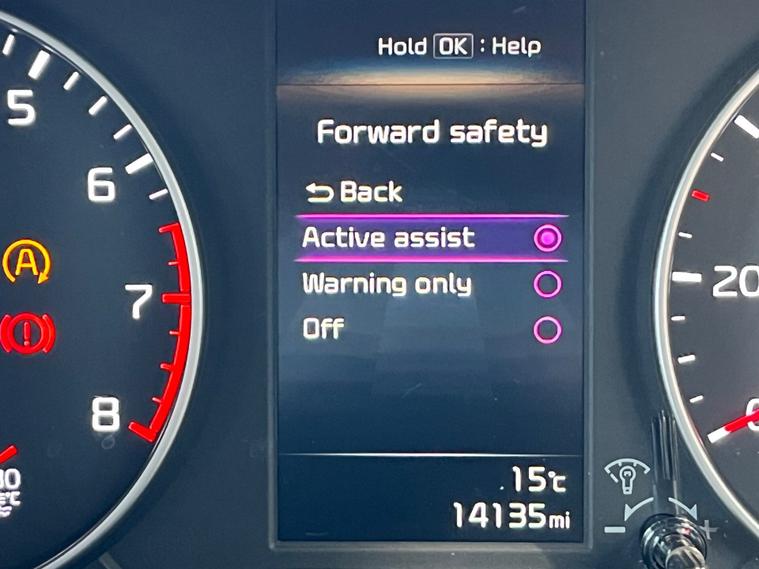 Hold OK : Help
Forward safety
Back
Active assist
Warning only
Off
15°C
14135mi
5
6
7
8
A
20
- +